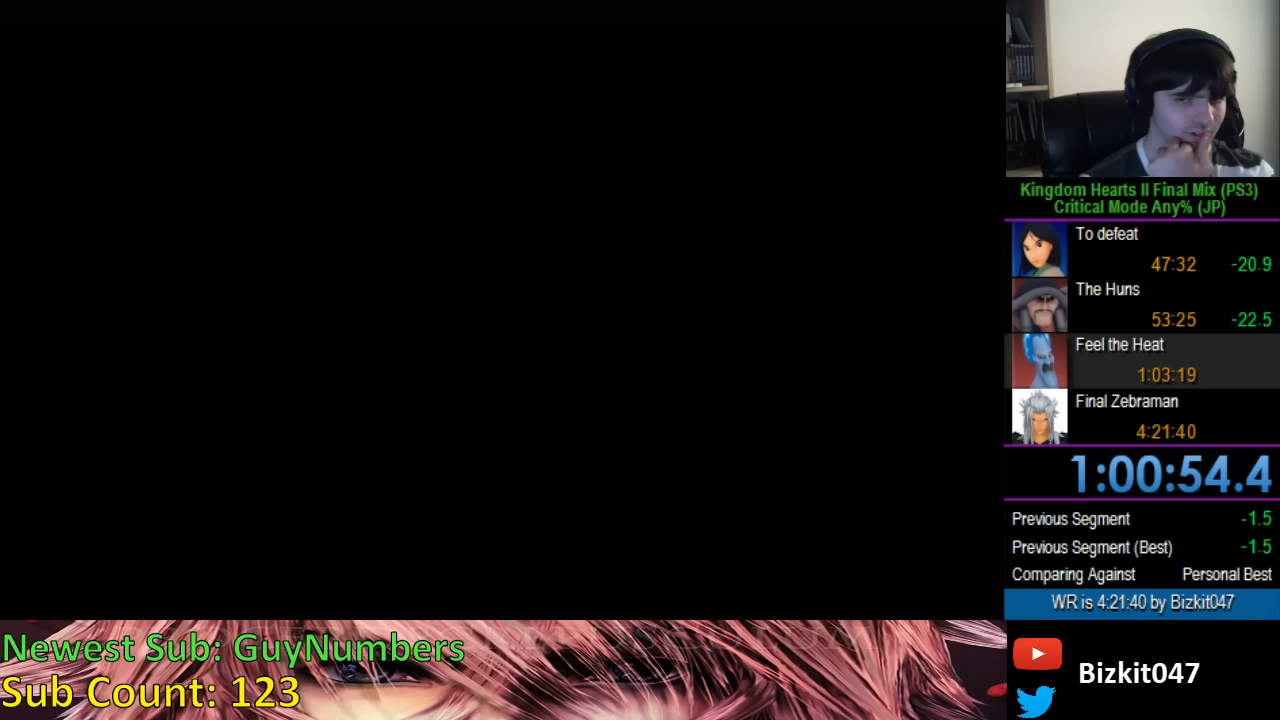 Kingdom Hearts II Final Mix (PS3)
Critical Mode Any% (JP)
To defeat
47:32 -20.9
The Huns
53:25 -22.5
Feel the Heat
1:03:19
Final Zebraman
4:21:40
1:00:54.4
Previous Segment -1.5
Previous Segment (Best) -1.5
Comparing Against Personal Best
WR is 4:21:40 by Bizkit047
Newest Sub: GuyNumbers
Sub Count: 123
Bizkit047